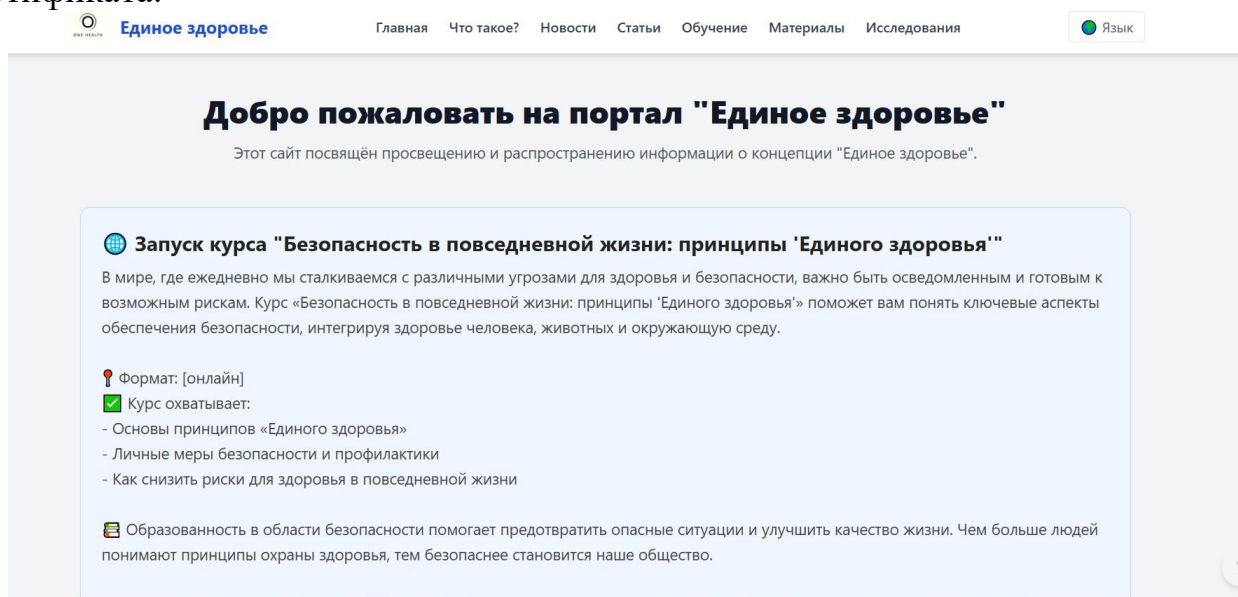 тификата.
ONE HEALTH
Единое здоровье
Главная Что такое? Новости Статьи Обучение Материалы Исследования
Язык
Добро пожаловать на портал "Единое здоровье"
Этот сайт посвящён просвещению и распространению информации о концепции "Единое здоровье".
Запуск курса "Безопасность в повседневной жизни: принципы 'Единого здоровья'"
В мире, где ежедневно мы сталкиваемся с различными угрозами для здоровья и безопасности, важно быть осведомленным и готовым к
возможным рискам. Курс «Безопасность в повседневной жизни: принципы 'Единого здоровья'» поможет вам понять ключевые аспекты
обеспечения безопасности, интегрируя здоровье человека, животных и окружающую среду.
Формат: [онлайн]
Курс охватывает:
- Основы принципов «Единого здоровья»
- Личные меры безопасности и профилактики
- Как снизить риски для здоровья в повседневной жизни
Образованность в области безопасности помогает предотвратить опасные ситуации и улучшить качество жизни. Чем больше людей
понимают принципы охраны здоровья, тем безопаснее становится наше общество.